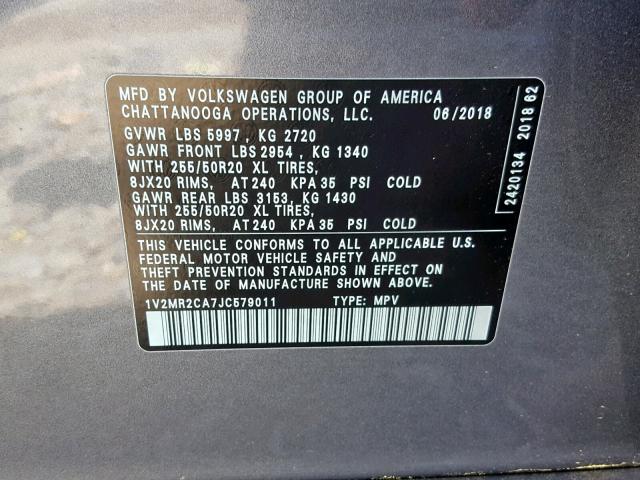 MFD BY VOLKSWAGEN GROUP OF AMERICA
CHATTANOOGA OPERATIONS, LLC. 06/2018
GVWR LBS 5997, KG 2720
GAWR FRONT LBS 2954, KG 1340
WITH 255/50R20 XL TIRES,
8JX20 RIMS, AT 240 KPA 35 PSI COLD
GAWR REAR LBS 3153, KG 1430
WITH 255/50R20 XL TIRES,
8JX20 RIMS, AT 240 KPA 35 PSI COLD
THIS VEHICLE CONFORMS TO ALL APPLICABLE U.S.
FEDERAL MOTOR VEHICLE SAFETY AND
THEFT PREVENTION STANDARDS IN EFFECT ON
THE DATE OF MANUFACTURE SHOWN ABOVE
1V2MR2CA7JC579011 TYPE: MPV
2420134 2018 62